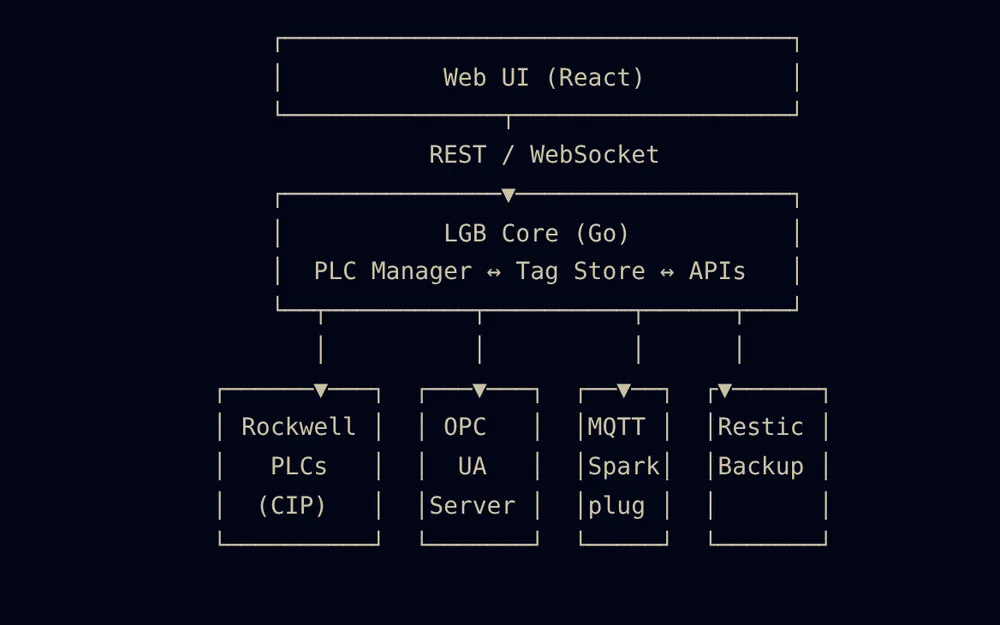 Web UI (React)
REST / WebSocket
LGB Core (Go)
PLC Manager ↔ Tag Store ↔ APIs
Rockwell
PLCs
(CIP)
OPC
UA
Server
MQTT
Spark
plug
Restic
Backup